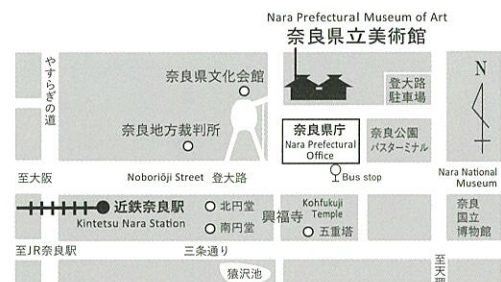 Nara Prefectural Museum of Art
奈良県立美術館
やすらぎの道
奈良県文化会館
登大路
駐車場
N
奈良地方裁判所
奈良県庁
Nara Prefectural
Office
奈良公園
バスターミナル
至大阪
Noboriōji Street 登大路
Bus stop
Nara National
Museum
近鉄奈良駅
Kintetsu Nara Station
北円堂
南円堂
興福寺
Kohfukuji
Temple
五重塔
奈良
国立
博物館
至JR奈良駅
三条通り
猿沢池
至天理